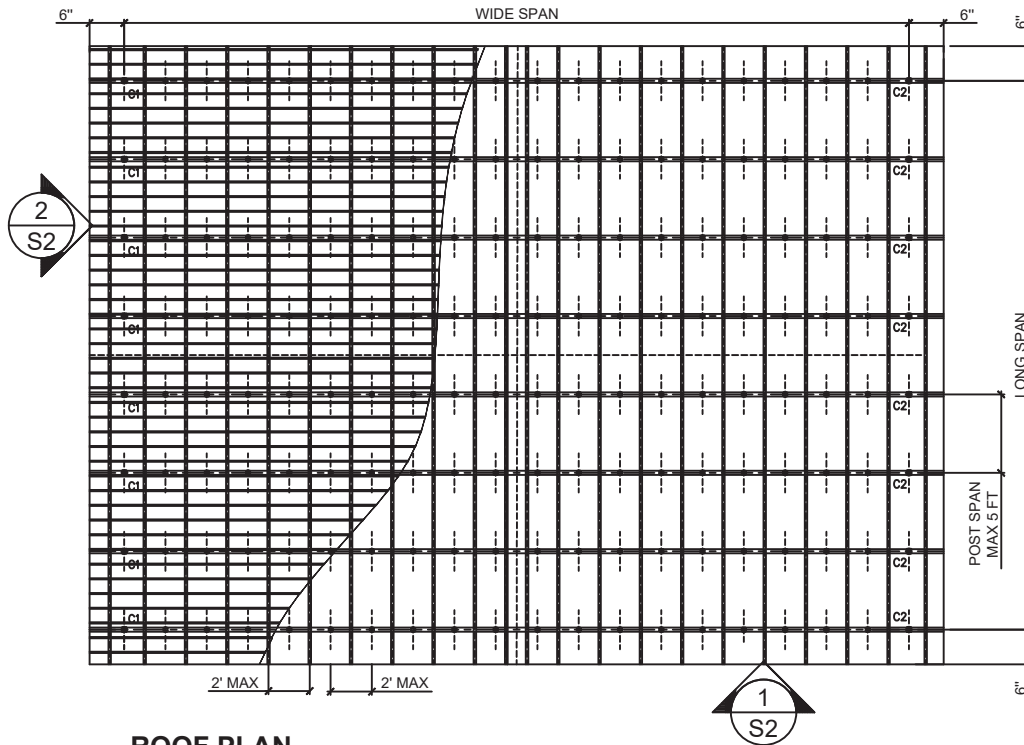 6" WIDE SPAN 6" 6"
C1 C2
C1 C2
2
S2
C1 C2
C1 C2
LONG SPAN
C1 C2
C1 C2
POST SPAN
MAX 5 FT
C1 C2
C1 C2
2' MAX 2' MAX
6"
1
S2
ROOF PLAN